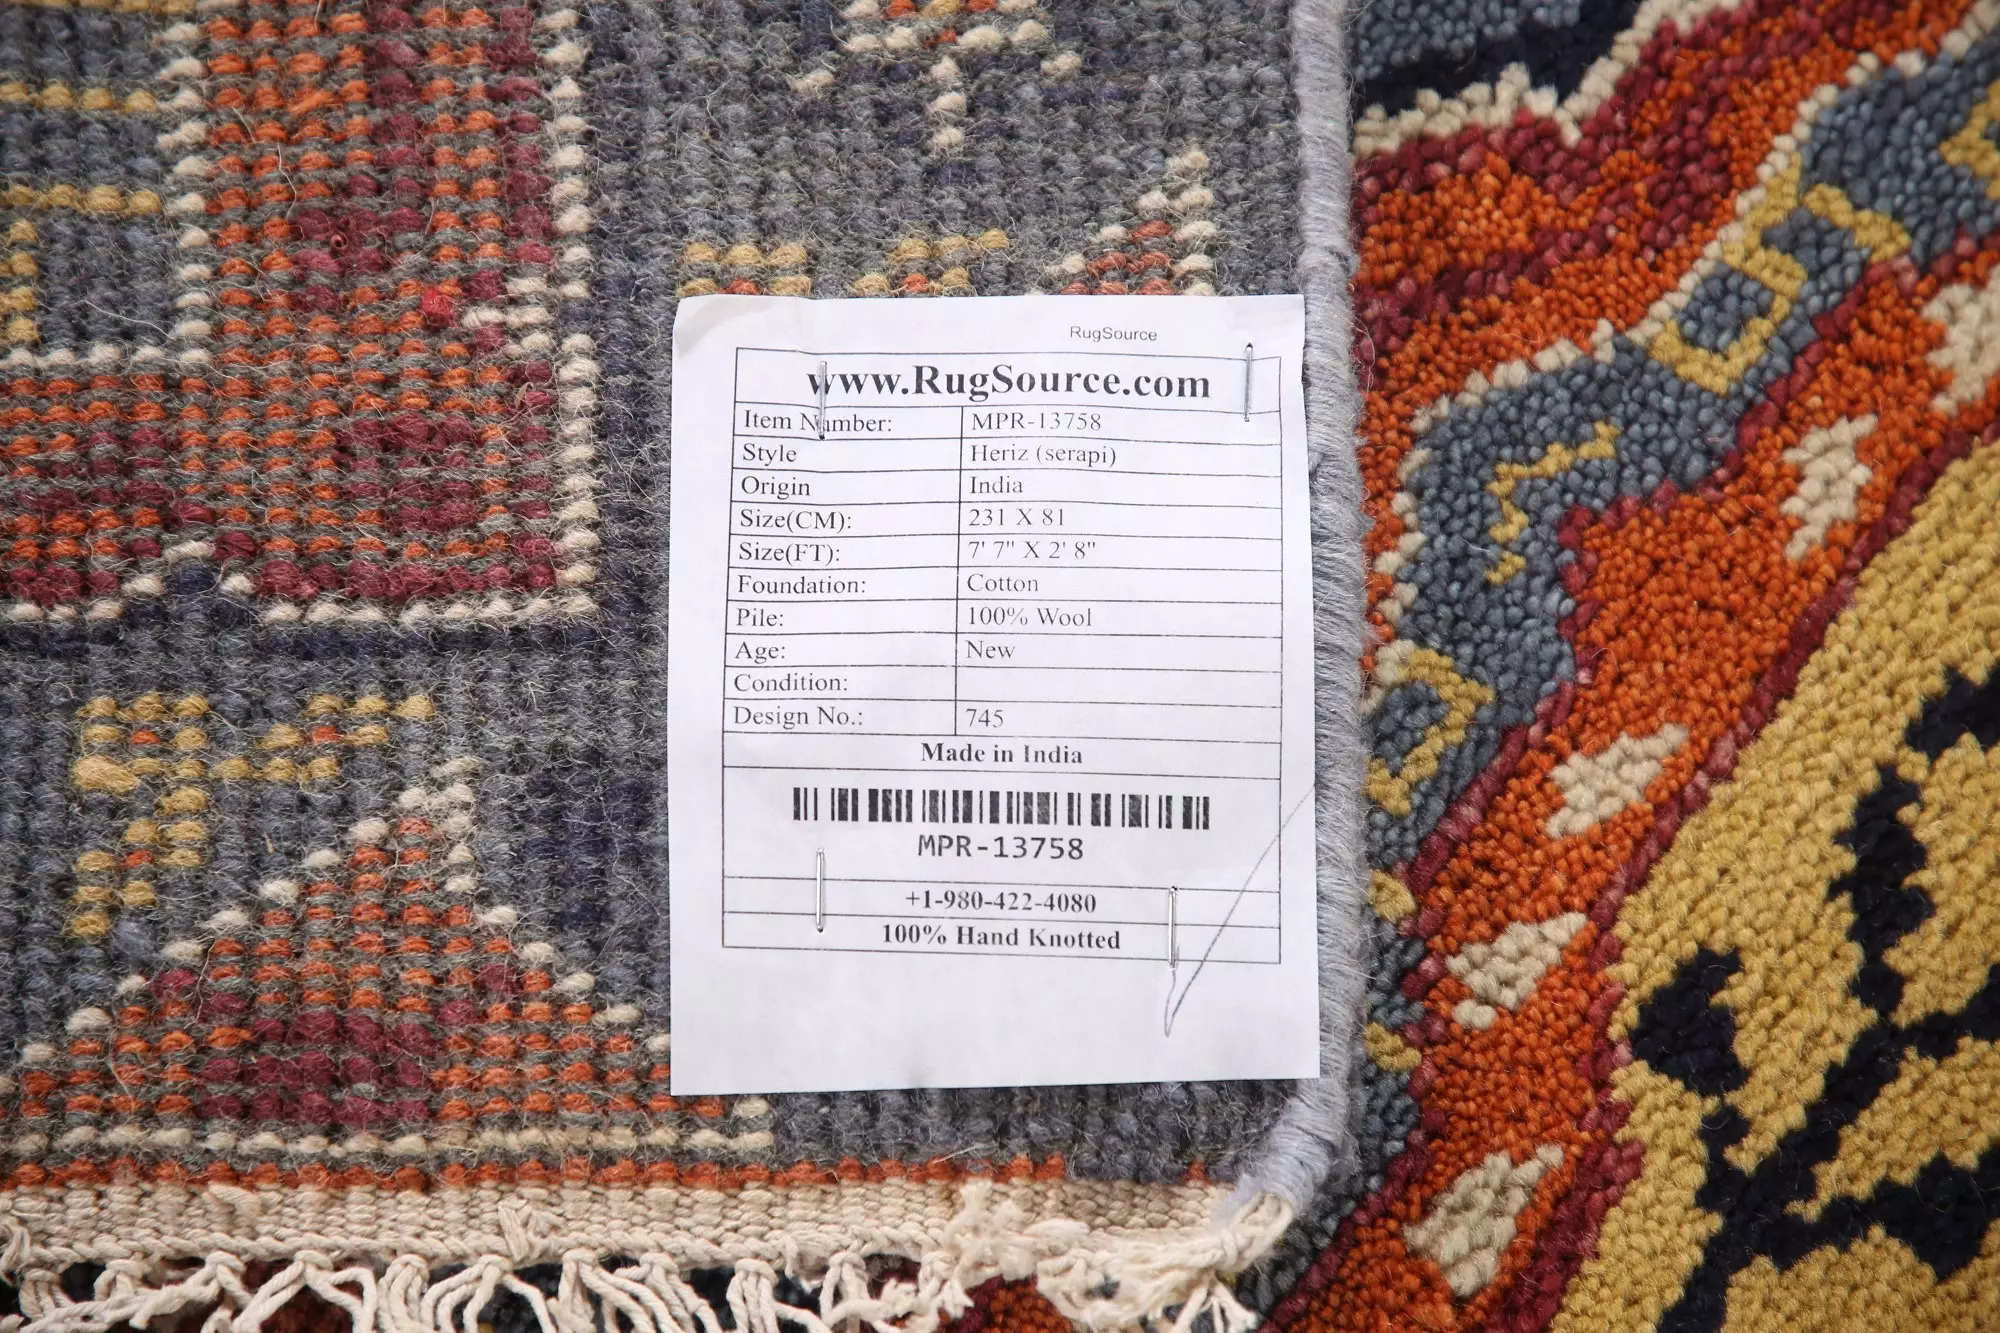 RugSource
www.RugSource.com
Item Number: MPR-13758
Style Heriz (serapi)
Origin India
Size(CM): 231 X 81
Size(FT): 7' 7" X 2' 8"
Foundation: Cotton
Pile: 100% Wool
Age: New
Condition:
Design No.: 745
Made in India
MPR-13758
+1-980-422-4080
100% Hand Knotted